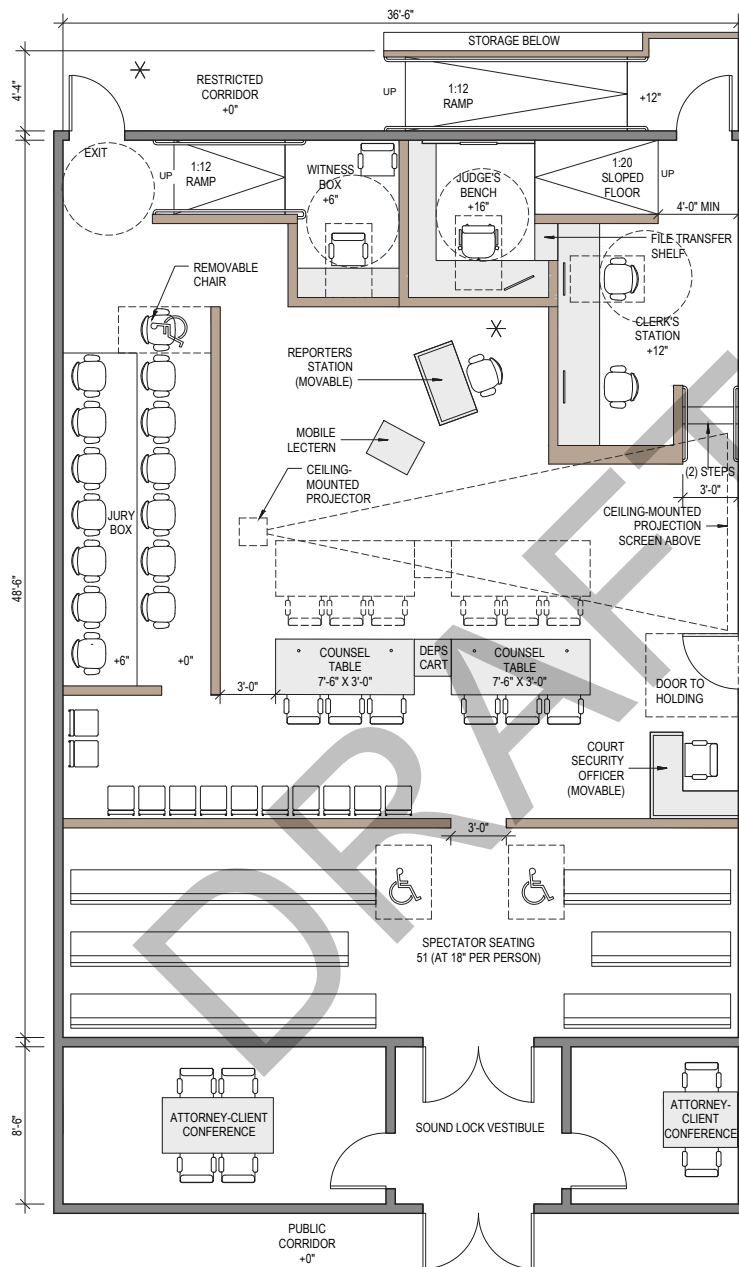 36'-6"
STORAGE BELOW
4'-4"
RESTRICTED
CORRIDOR
+0"
UP
1:12
RAMP
+12"
EXIT
UP
1:12
RAMP
WITNESS
BOX
+6"
JUDGE'S
BENCH
+16"
1:20
SLOPED
FLOOR
UP
4'-0" MIN
FILE TRANSFER
SHELF
REMOVABLE
CHAIR
CLERK'S
STATION
+12"
REPORTERS
STATION
(MOVABLE)
MOBILE
LECTERN
CEILING-
MOUNTED
PROJECTOR
(2) STEPS
3'-0"
CEILING-MOUNTED
PROJECTION
SCREEN ABOVE
JURY
BOX
48'-6"
+6"
+0"
COUNSEL
TABLE
7'-6" X 3'-0"
DEPS
CART
COUNSEL
TABLE
7'-6" X 3'-0"
3'-0"
DOOR TO
HOLDING
COURT
SECURITY
OFFICER
(MOVABLE)
3'-0"
SPECTATOR SEATING
51 (AT 18" PER PERSON)
8'-6"
ATTORNEY-CLIENT
CONFERENCE
SOUND LOCK VESTIBULE
ATTORNEY-
CLIENT
CONFERENCE
PUBLIC
CORRIDOR
+0"
DRAFT